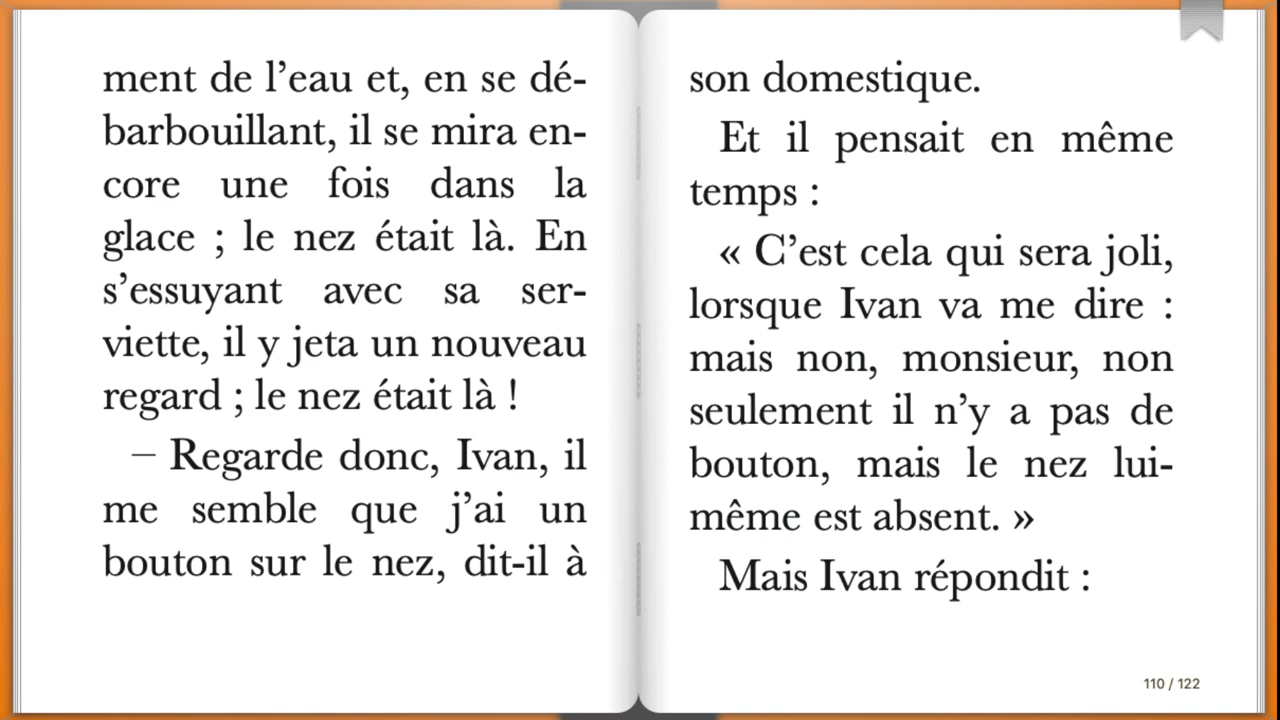 ment de l’eau et, en se dé-
barbouillant, il se mira en-
core une fois dans la
glace ; le nez était là. En
s’essuyant avec sa ser-
viette, il y jeta un nouveau
regard ; le nez était là !
– Regarde donc, Ivan, il
me semble que j’ai un
bouton sur le nez, dit-il à
son domestique.
Et il pensait en même
temps :
« C’est cela qui sera joli,
lorsque Ivan va me dire :
mais non, monsieur, non
seulement il n’y a pas de
bouton, mais le nez lui-
même est absent. »
Mais Ivan répondit :
110 / 122